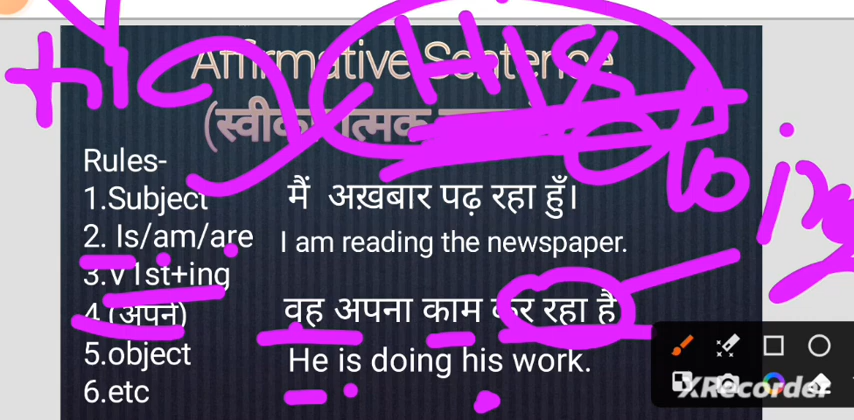 Affirmative Sentence
(स्वीकारात्मक
Rules-
1.Subject
मैं अख़बार पढ़ रहा हुँ।
2. Is/am/are
I am reading the newspaper.
3.V1st+ing
4.(अपने)
वह अपना काम कर रहा है
5.object
He is doing his work.
6.etc
XRecorder